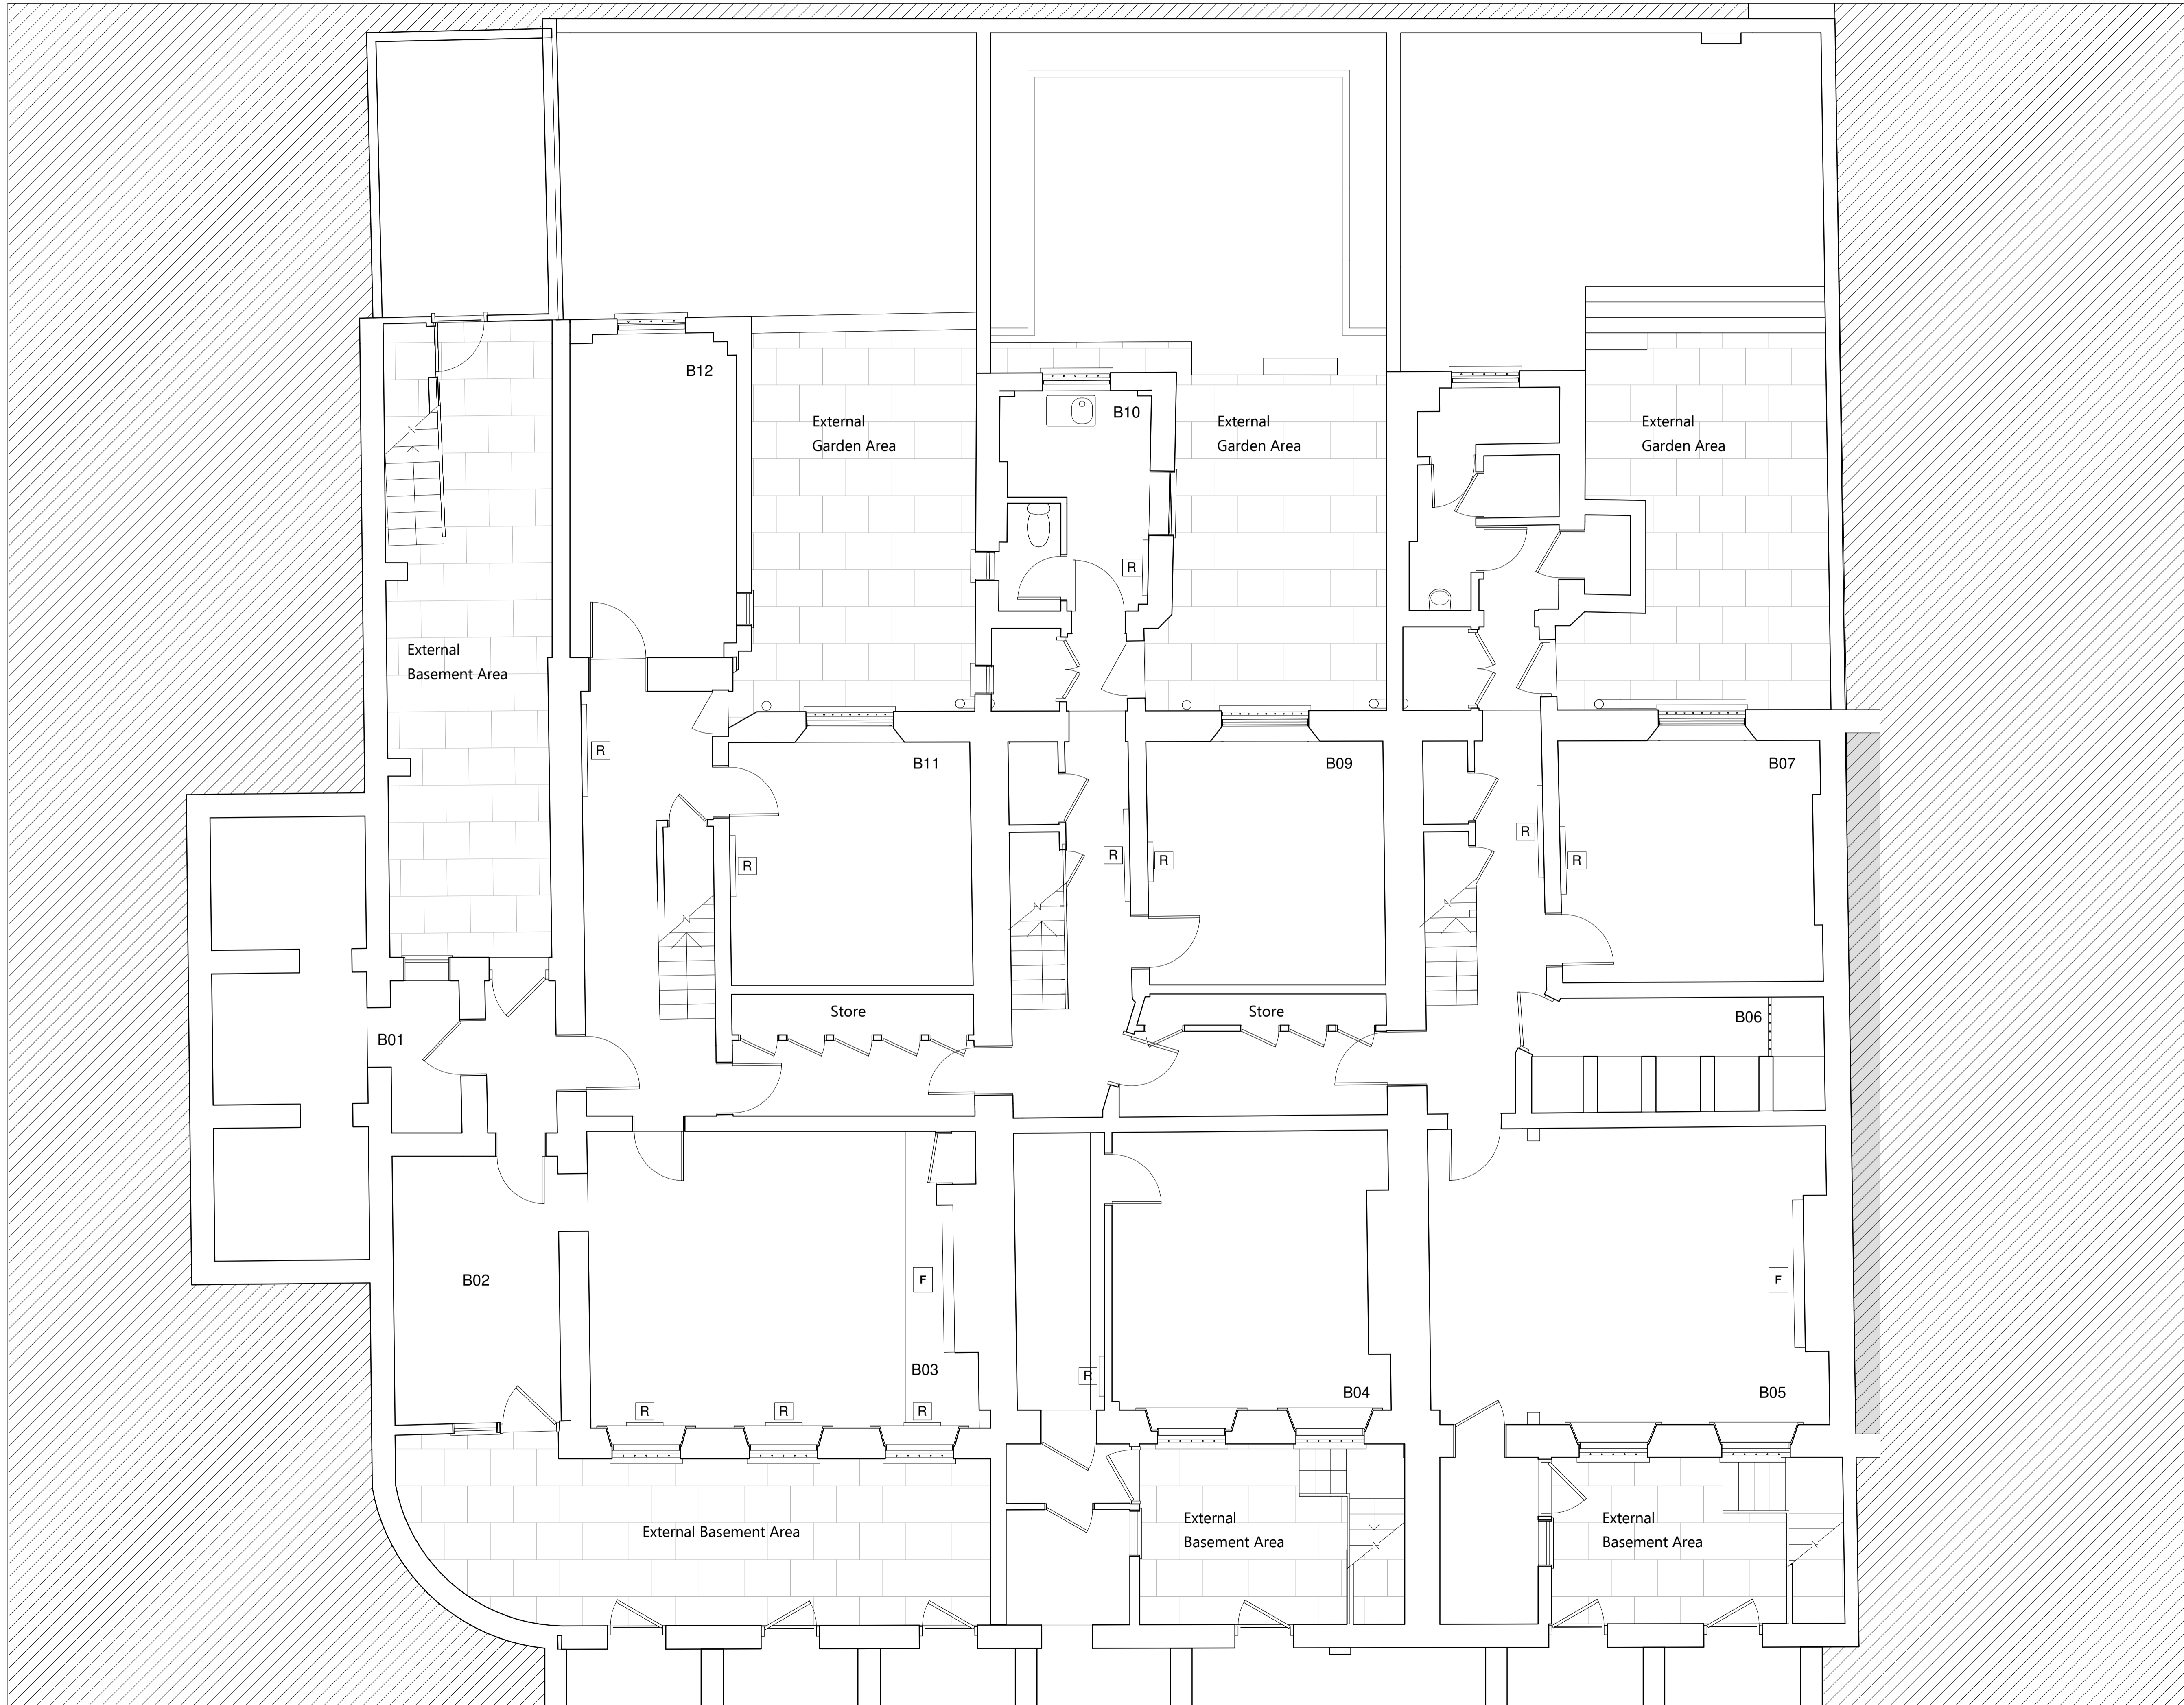 B12
B10
External
Garden Area
External
Garden Area
External
Garden Area
R
External
Basement Area
R
B11
B09
B07
R
R
R
R
R
Store
Store
B06
B01
B02
F
F
B03
R
B04
B05
R
R
R
External Basement Area
External
Basement Area
External
Basement Area